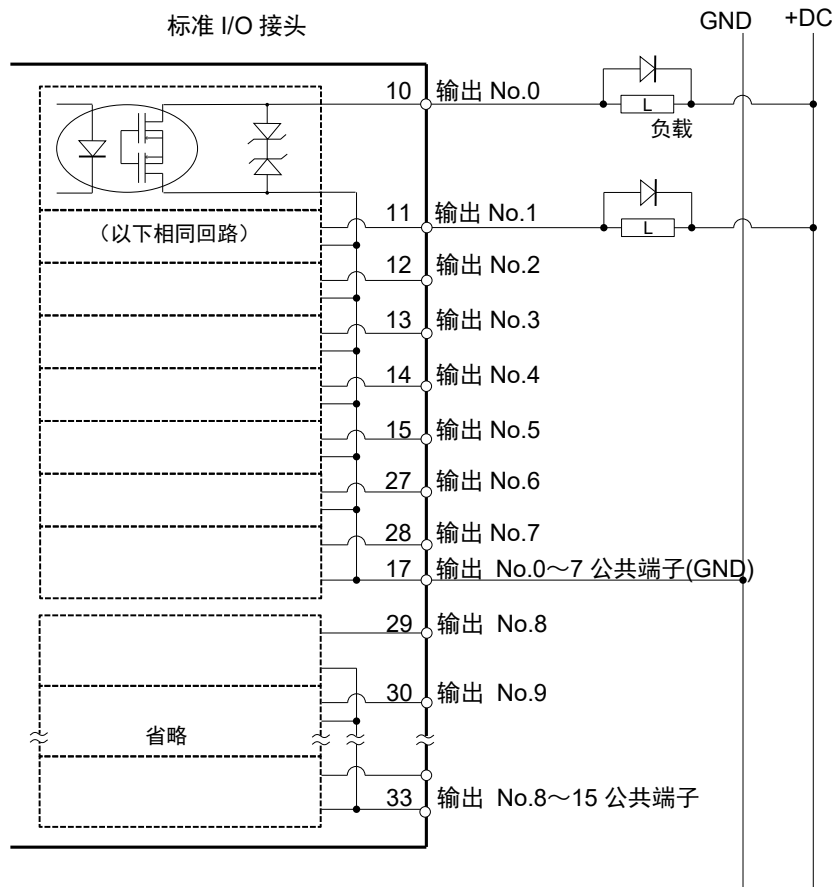 标准 I/O 接头
GND
+DC
10 输出 No.0
L
负载
11 输出 No.1
L
(以下相同回路)
12 输出 No.2
13 输出 No.3
14 输出 No.4
15 输出 No.5
27 输出 No.6
28 输出 No.7
17 输出 No.0～7 公共端子(GND)
29 输出 No.8
30 输出 No.9
省略
33 输出 No.8～15 公共端子